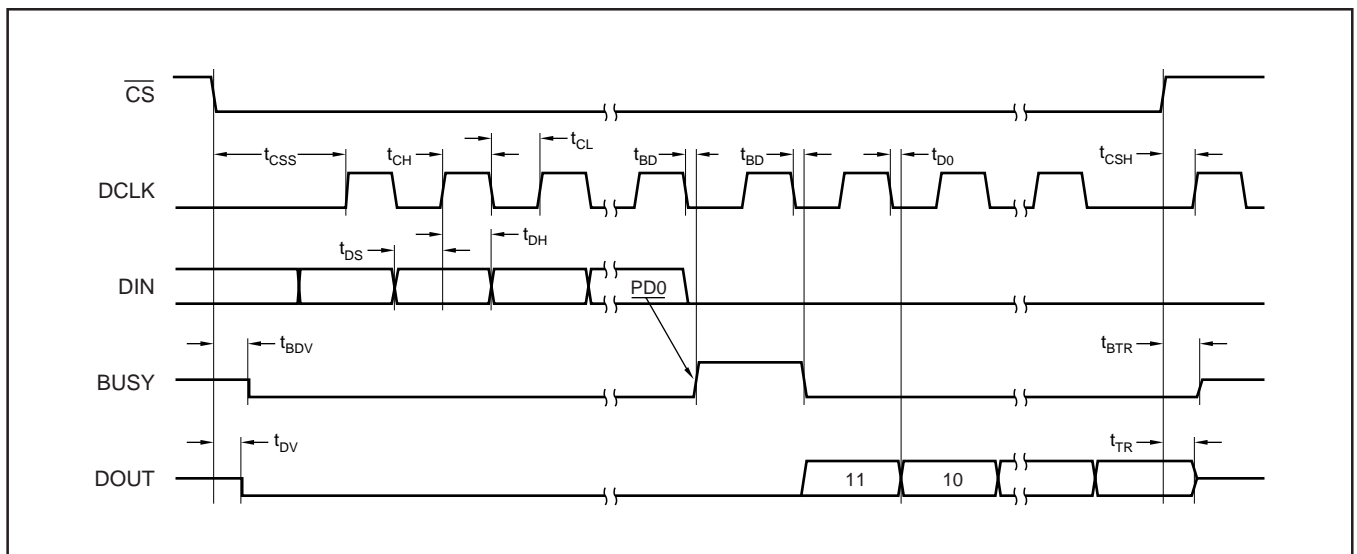 CS
tCSS
tCH
tCL
tBD
tBD
tD0
tCSH
DCLK
tDS
tDH
DIN
PD0
tBDV
tBTR
BUSY
tDV
tTR
DOUT
11
10